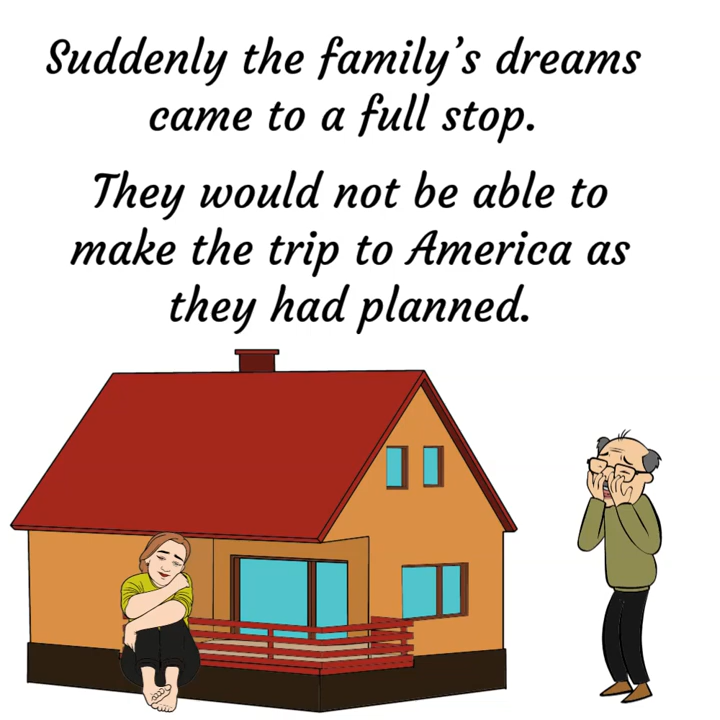 Suddenly the family’s dreams
came to a full stop.
They would not be able to
make the trip to America as
they had planned.